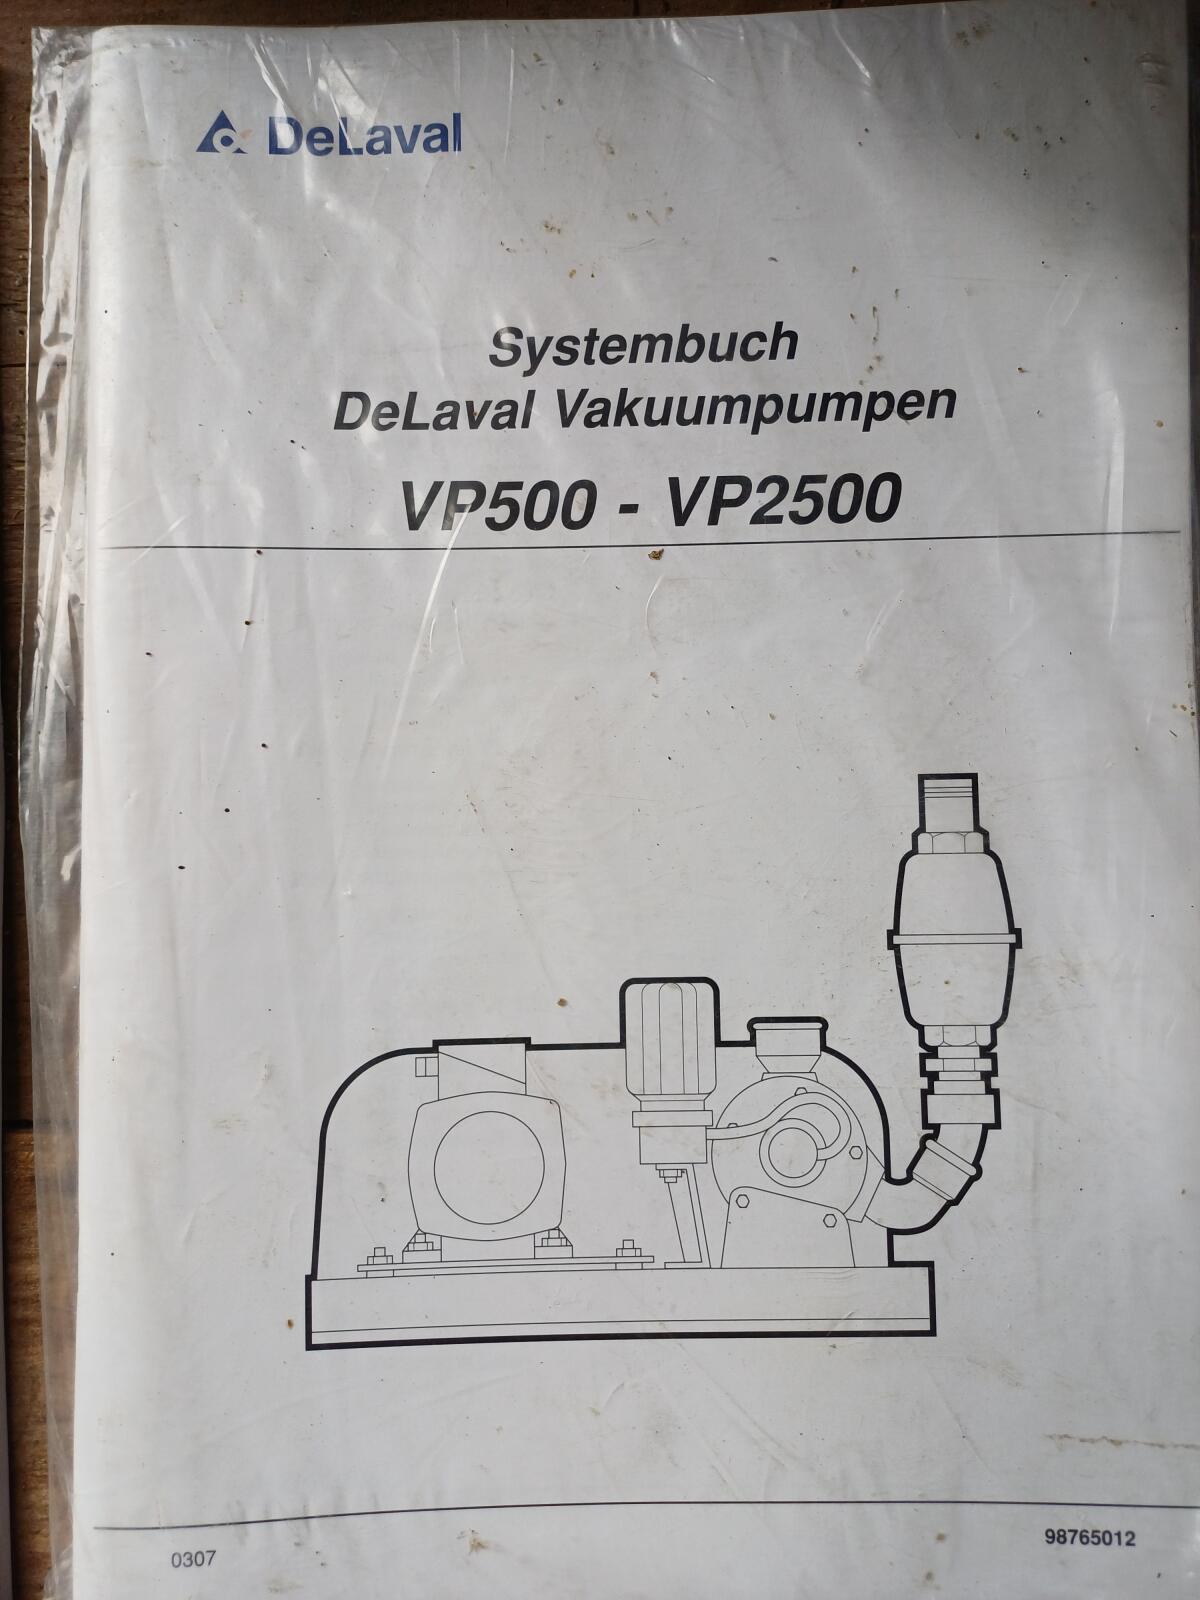 DeLaval
Systembuch
DeLaval Vakuumpumpen
VP500 - VP2500
0307
98765012